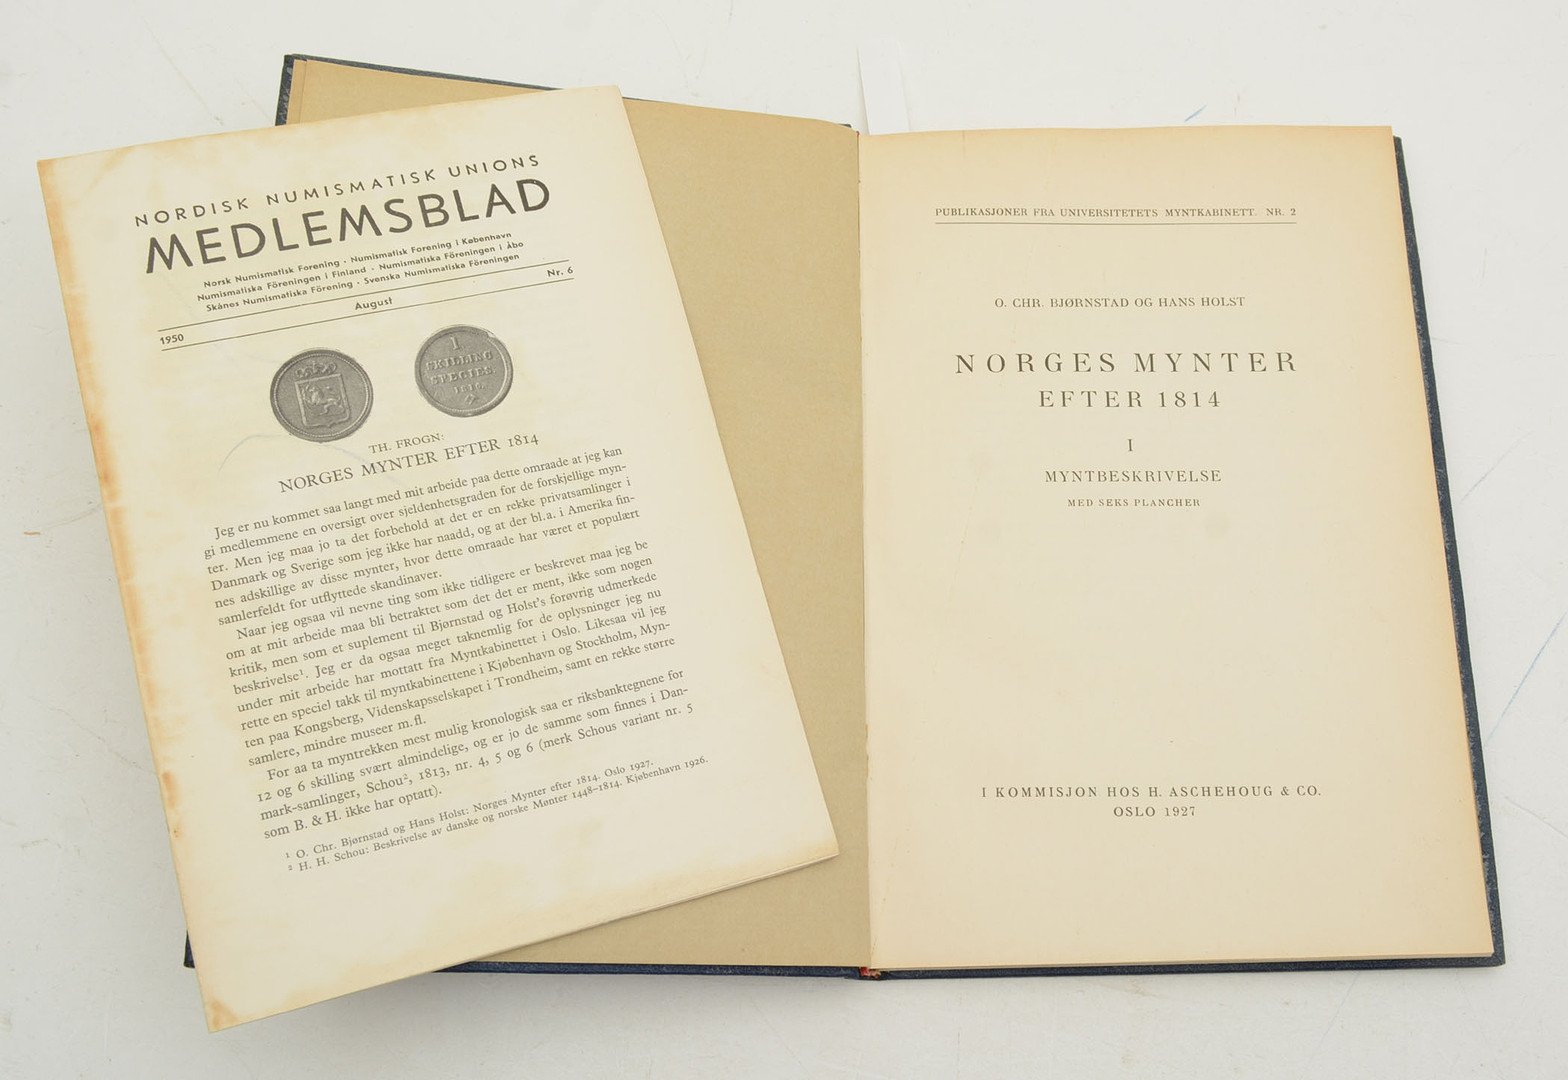 NORDISK NUMISMATISK UNIONS
MEDLEMSBLAD
Norsk Numismatisk Forening · Numismatisk Forening i København
Numismatiska Föreningen i Finland · Numismatiska Föreningen i Åbo
Skånes Numismatiska Förening · Svenska Numismatiska Föreningen
1950 August Nr. 6
1
SKILLING
SPECIES
TH. FROGN:
NORGES MYNTER EFTER 1814
Jeg er nu kommet saa langt med mit arbeide paa dette omraade at jeg kan
gi medlemmene en oversigt over sjeldenhetsgraden for de forskjellige myn-
ter. Men jeg maa jo ta det forbehold at det er en rekke privatsamlinger i
Danmark og Sverige som jeg ikke har naadd, og at der bl.a. i Amerika fin-
nes adskillige av disse mynter, hvor dette omraade har været et populært
samlerfeldt for utflyttede skandinaver.
Naar jeg ogsaa vil nevne ting som ikke tidligere er beskrevet maa jeg be
om at mit arbeide maa bli betraktet som det det er ment, ikke som nogen
kritik, men som et suplement til Bjørnstad og Holst's forøvrig udmerkede
beskrivelse¹. Jeg er da ogsaa meget taknemlig for de oplysninger jeg nu
under mit arbeide har mottatt fra Myntkabinettet i Oslo. Likesaa vil jeg
rette en speciel takk til myntkabinettene i Kjøbenhavn og Stockholm, Myn-
ten paa Kongsberg, Videnskapsselskapet i Trondheim, samt en rekke større
samlere, mindre museer m.fl.
For aa ta myntrekken mest mulig kronologisk saa er riksbanktegnene for
12 og 6 skilling svært almindelige, og er jo de samme som finnes i Dan-
mark-samlinger, Schou², 1813, nr. 4, 5 og 6 (merk Schous variant nr. 5
som B. & H. ikke har optatt).
¹ O. Chr. Bjørnstad og Hans Holst: Norges Mynter efter 1814. Oslo 1927.
² H. H. Schou: Beskrivelse av danske og norske Mønter 1448-1814. Kjøbenhavn 1926.
PUBLIKASJONER FRA UNIVERSITETETS MYNTKABINETT. NR. 2
O. CHR. BJØRNSTAD OG HANS HOLST
NORGES MYNTER
EFTER 1814
I
MYNTBESKRIVELSE
MED SEKS PLANCHER
I KOMMISJON HOS H. ASCHEHOUG & CO.
OSLO 1927